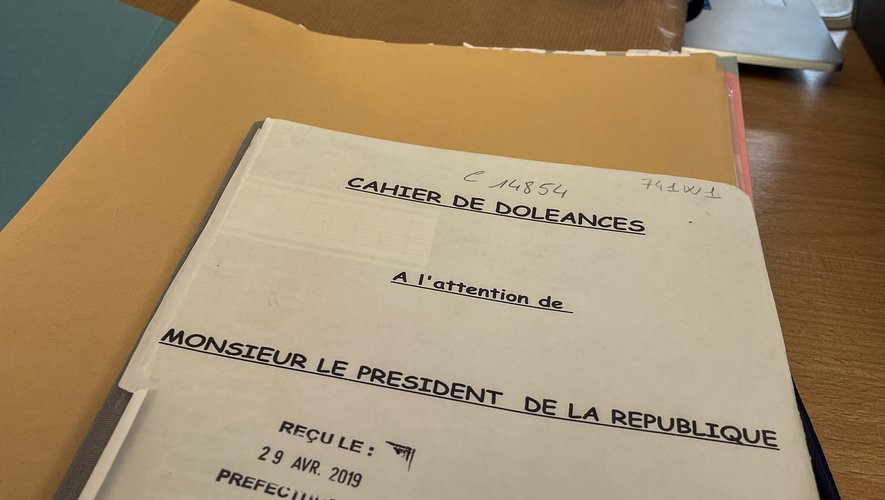 C 14854
741W1
CAHIER DE DOLEANCES
A l'attention de
MONSIEUR LE PRESIDENT DE LA REPUBLIQUE
REÇU LE :
29 AVR. 2019